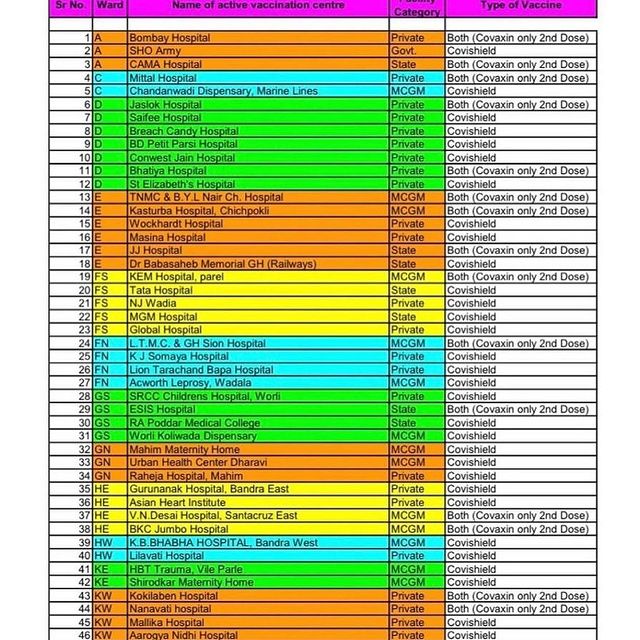 Sr No. Ward Name of active vaccination centre Facility Category Type of Vaccine
1 A Bombay Hospital Private Both (Covaxin only 2nd Dose)
2 A SHO Army Govt. Covishield
3 A CAMA Hospital State Both (Covaxin only 2nd Dose)
4 C Mittal Hospital Private Both (Covaxin only 2nd Dose)
5 C Chandanwadi Dispensary, Marine Lines MCGM Covishield
6 D Jaslok Hospital Private Both (Covaxin only 2nd Dose)
7 D Saifee Hospital Private Covishield
8 D Breach Candy Hospital Private Covishield
9 D BD Petit Parsi Hospital Private Covishield
10 D Conwest Jain Hospital Private Covishield
11 D Bhatiya Hospital Private Both (Covaxin only 2nd Dose)
12 D St Elizabeth's Hospital Private Covishield
13 E TNMC & B.Y.L Nair Ch. Hospital MCGM Both (Covaxin only 2nd Dose)
14 E Kasturba Hospital, Chichpokli MCGM Both (Covaxin only 2nd Dose)
15 E Wockhardt Hospital Private Covishield
16 E Masina Hospital Private Covishield
17 E JJ Hospital State Both (Covaxin only 2nd Dose)
18 E Dr Babasaheb Memorial GH (Railways) State Covishield
19 FS KEM Hospital, parel MCGM Both (Covaxin only 2nd Dose)
20 FS Tata Hospital State Covishield
21 FS NJ Wadia Private Covishield
22 FS MGM Hospital State Covishield
23 FS Global Hospital Private Covishield
24 FN L.T.M.C. & GH Sion Hospital MCGM Both (Covaxin only 2nd Dose)
25 FN K J Somaya Hospital Private Covishield
26 FN Lion Tarachand Bapa Hospital Private Covishield
27 FN Acworth Leprosy, Wadala MCGM Covishield
28 GS SRCC Childrens Hospital, Worli Private Covishield
29 GS ESIS Hospital State Both (Covaxin only 2nd Dose)
30 GS RA Poddar Medical College State Covishield
31 GS Worli Koliwada Dispensary MCGM Covishield
32 GN Mahim Maternity Home MCGM Covishield
33 GN Urban Health Center Dharavi MCGM Covishield
34 GN Raheja Hospital, Mahim Private Covishield
35 HE Gurunanak Hospital, Bandra East Private Covishield
36 HE Asian Heart Institute Private Covishield
37 HE V.N.Desai Hospital, Santacruz East MCGM Both (Covaxin only 2nd Dose)
38 HE BKC Jumbo Hospital MCGM Both (Covaxin only 2nd Dose)
39 HW K.B.BHABHA HOSPITAL, Bandra West MCGM Covishield
40 HW Lilavati Hospital Private Covishield
41 KE HBT Trauma, Vile Parle MCGM Covishield
42 KE Shirodkar Maternity Home MCGM Covishield
43 KW Kokilaben Hospital Private Both (Covaxin only 2nd Dose)
44 KW Nanavati hospital Private Both (Covaxin only 2nd Dose)
45 KW Mallika Hospital Private Covishield
46 KW Aarogya Nidhi Hospital Private Covishield